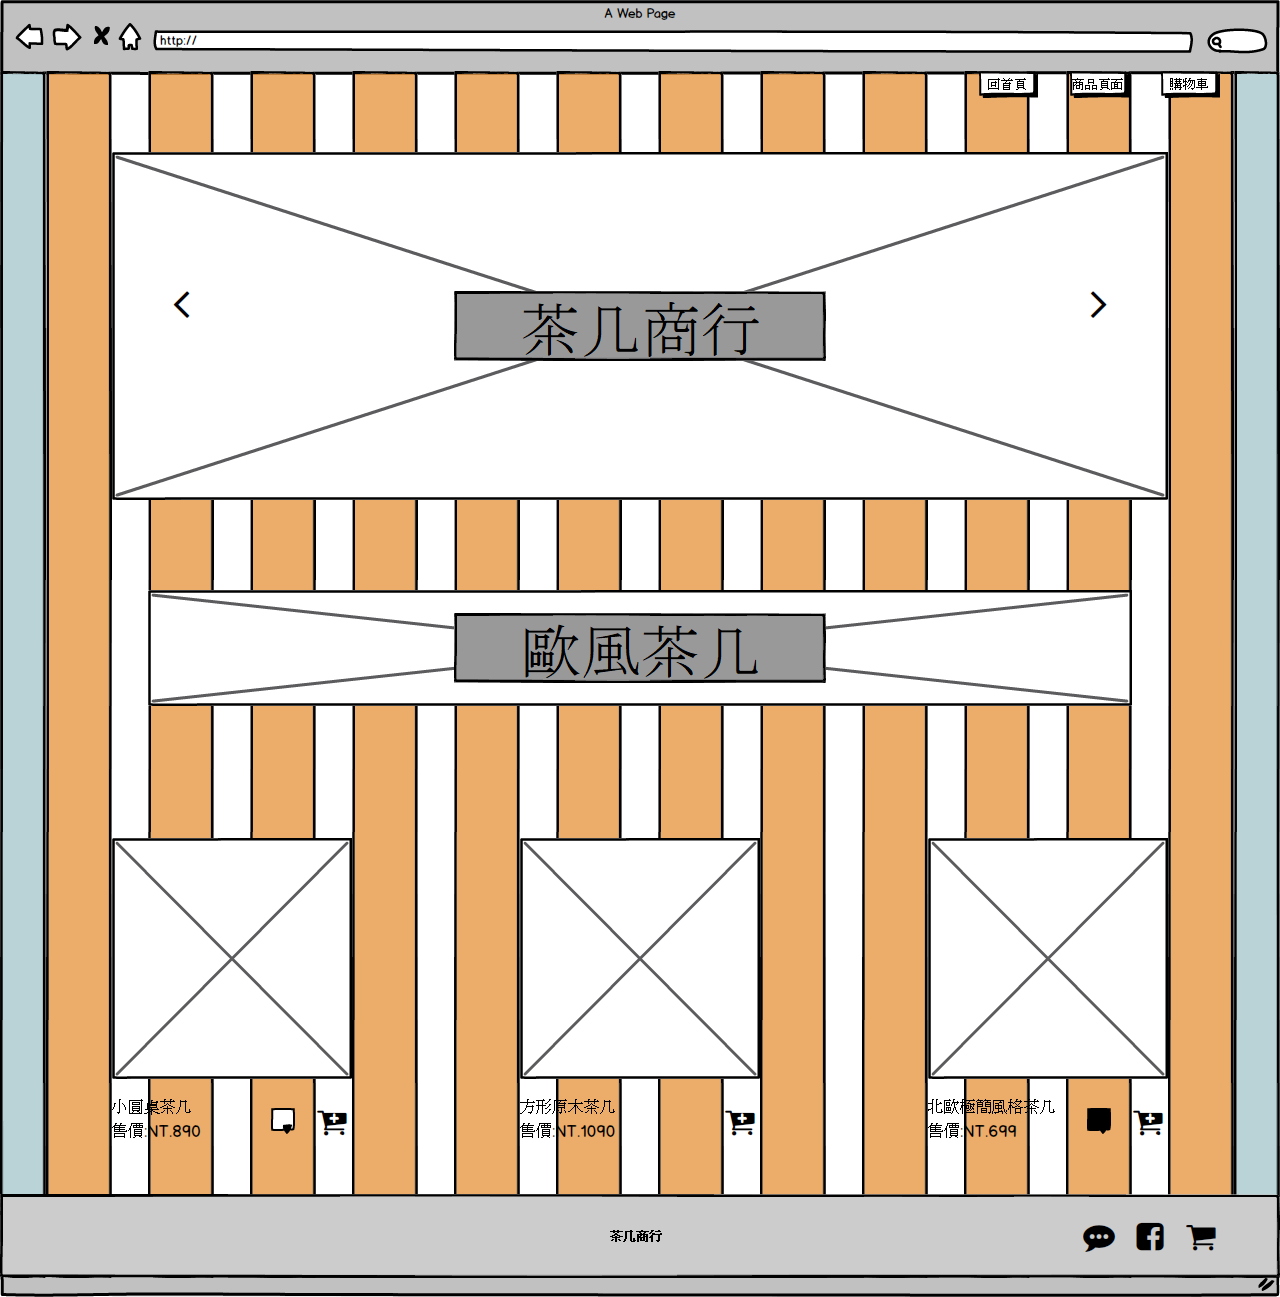 A Web Page
http://
回首頁
商品頁面
購物車
茶几商行
歐風茶几
小圓桌茶几
售價:NT.890
方形原木茶几
售價:NT.1090
北歐極簡風格茶几
售價:NT.699
茶几商行